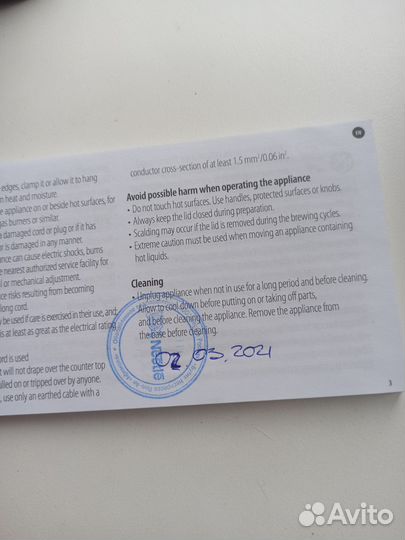 edges, clamp it or allow it to hang
n heat and moisture.
e appliance on or beside hot surfaces, for
gas burners or similar.
a damaged cord or plug or if it has
or is damaged in any manner.
ance can cause electric shocks, burns
e nearest authorized service facility for
al or mechanical adjustment.
ce risks resulting from becoming
long cord.
y be used if care is exercised in their use, and
is at least as great as the electrical rating
ord is used
t will not drape over the counter top
alled on or tripped over by anyone.
, use only an earthed cable with a
EN
conductor cross-section of at least 1.5 mm²/0.06 in².
Avoid possible harm when operating the appliance
• Do not touch hot surfaces. Use handles, protected surfaces or knobs.
• Always keep the lid closed during preparation.
• Scalding may occur if the lid is removed during the brewing cycles.
• Extreme caution must be used when moving an appliance containing
hot liquids.
Cleaning
• Unplug appliance when not in use for a long period and before cleaning.
Allow to cool down before putting on or taking off parts,
and before cleaning the appliance. Remove the appliance from
the base before cleaning.
02 03.2021
3
Avito